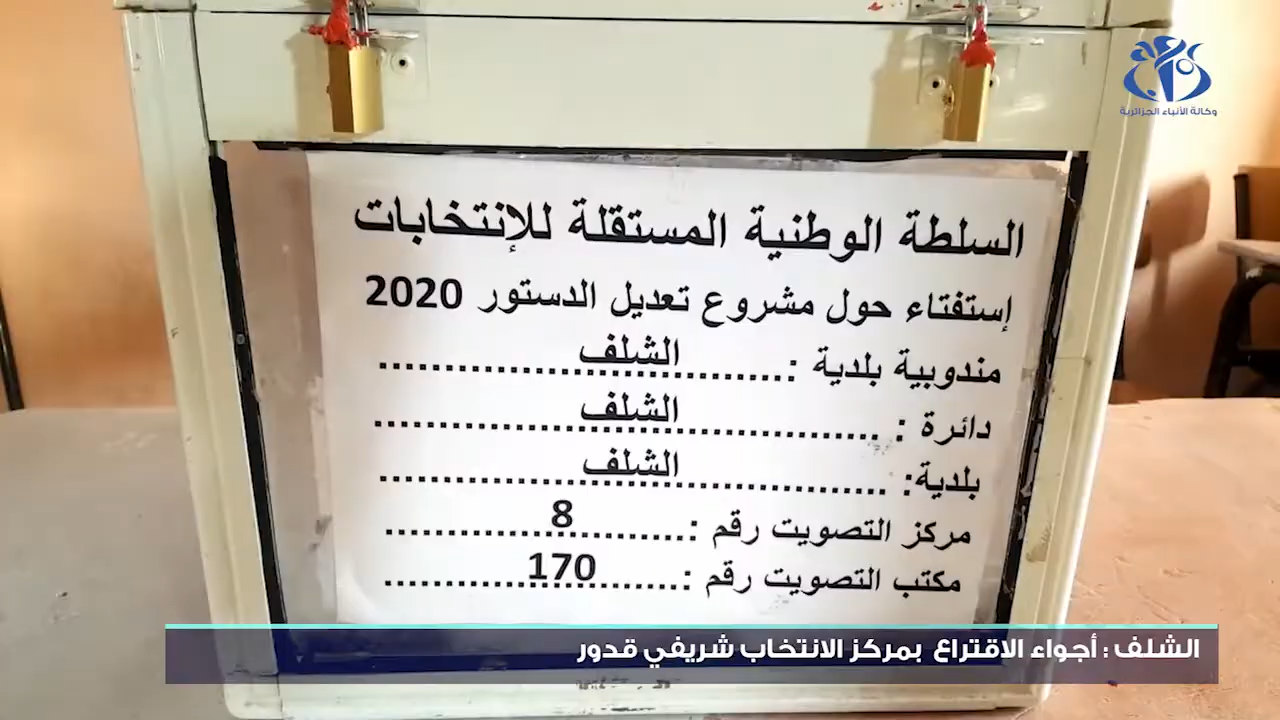 وكالة الأنباء الجزائرية
السلطة الوطنية المستقلة للإنتخابات
إستفتاء حول مشروع تعديل الدستور 2020
مندوبية بلدية :................الشلف................
دائرة : ................الشلف................
بلدية: ................الشلف................
مركز التصويت رقم :................8................
مكتب التصويت رقم :................170................
الشلف : أجواء الاقتراع بمركز الانتخاب شريفي قدور